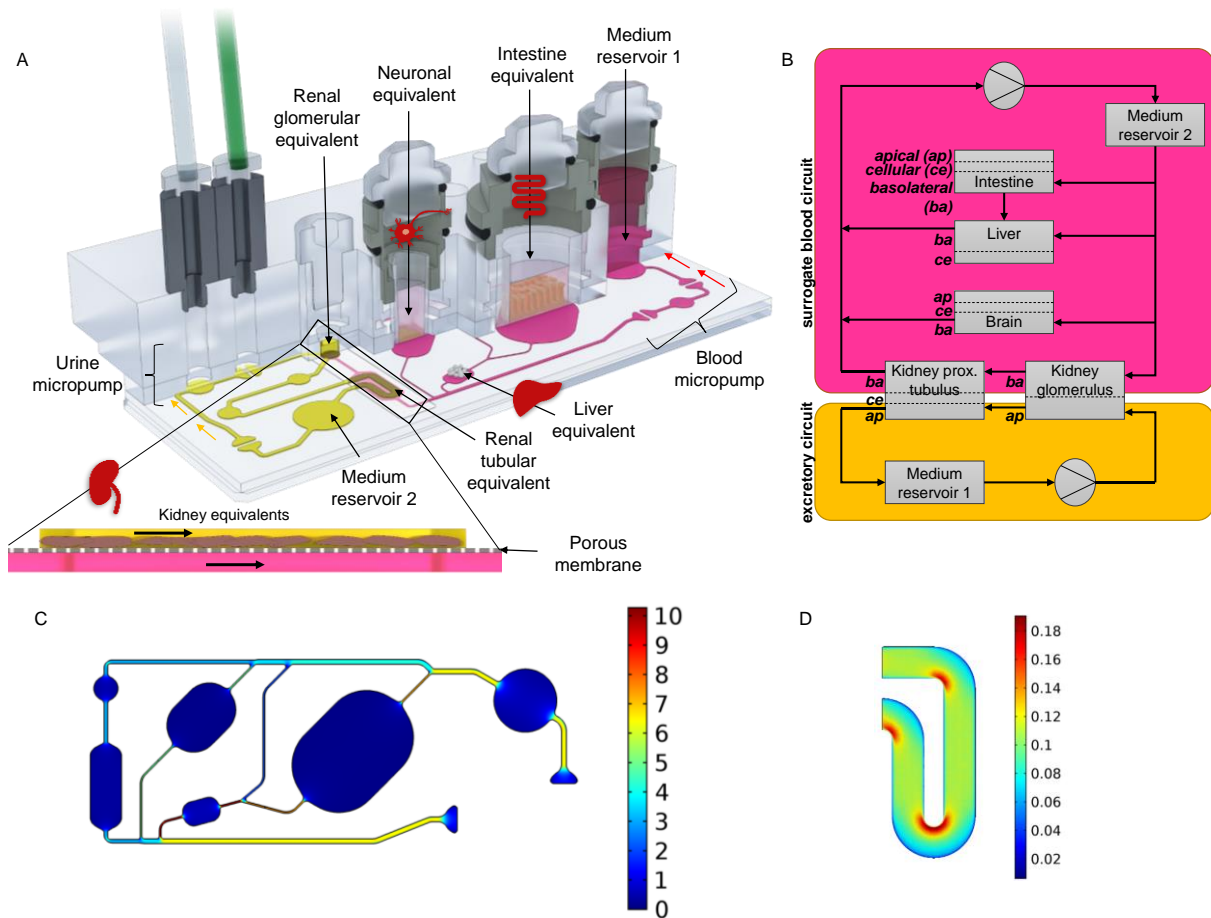 A
Renal
glomerular
equivalent
Neuronal
equivalent
Intestine
equivalent
Medium
reservoir 1
Urine
micropump
Blood
micropump
Liver
equivalent
Renal
tubular
equivalent
Medium
reservoir 2
Kidney equivalents
Porous
membrane
B
surrogate blood circuit
Medium
reservoir 2
apical (ap)
cellular (ce)
basolateral
(ba)
Intestine
Liver
ba
ce
ap
ce
ba
Brain
Kidney prox.
tubulus
ba
ce
ap
Kidney
glomerulus
ba
ap
excretory circuit
Medium
reservoir 1
C
10
9
8
7
6
5
4
3
2
1
0
D
0.18
0.16
0.14
0.12
0.10
0.08
0.06
0.04
0.02